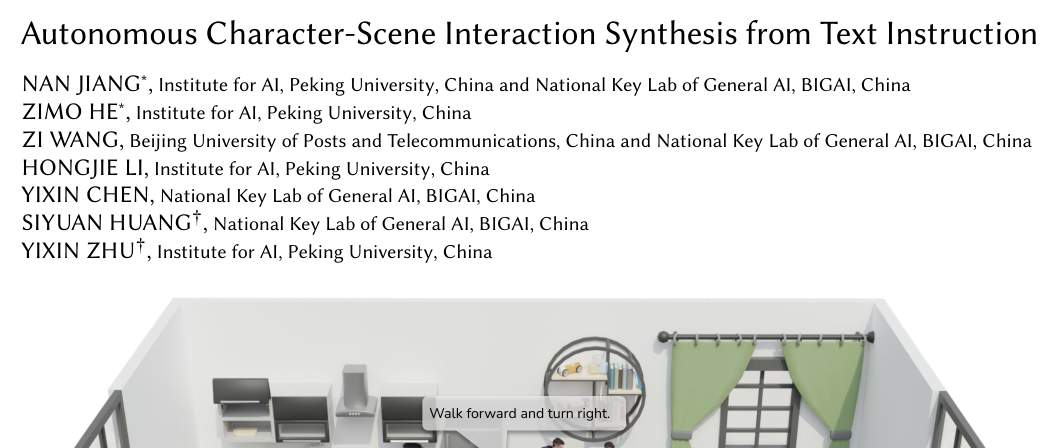 Autonomous Character-Scene Interaction Synthesis from Text Instruction
NAN JIANG*, Institute for AI, Peking University, China and National Key Lab of General AI, BIGAI, China
ZIMO HE*, Institute for AI, Peking University, China
ZI WANG, Beijing University of Posts and Telecommunications, China and National Key Lab of General AI, BIGAI, China
HONGJIE LI, Institute for AI, Peking University, China
YIXIN CHEN, National Key Lab of General AI, BIGAI, China
SIYUAN HUANG†, National Key Lab of General AI, BIGAI, China
YIXIN ZHU†, Institute for AI, Peking University, China
Walk forward and turn right.